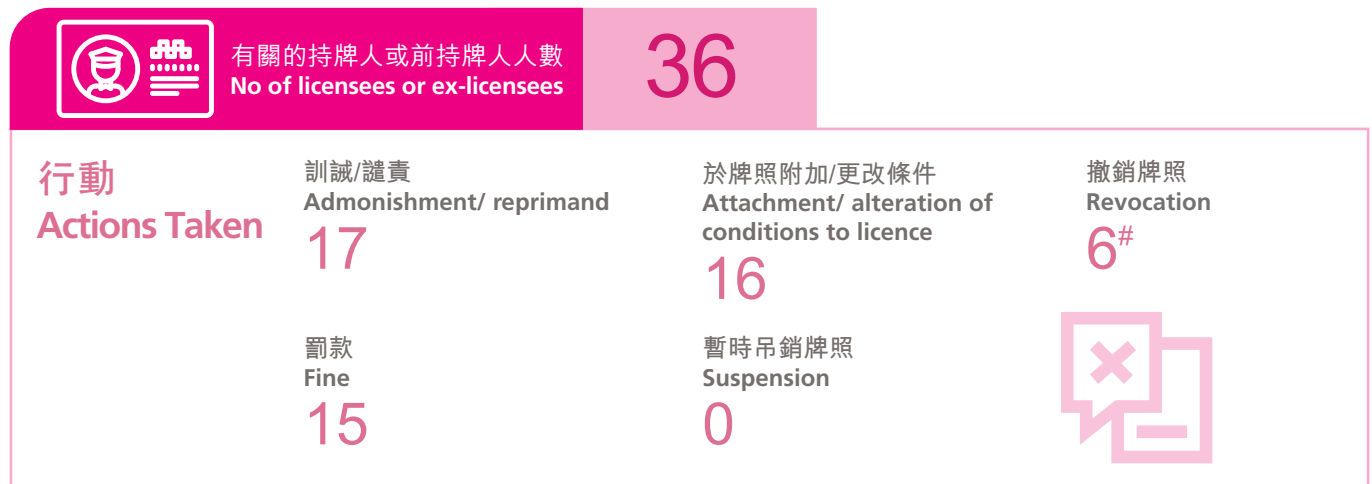 有關的持牌人或前持牌人人數
No of licensees or ex-licensees
36
行動
Actions Taken
訓誡/譴責
Admonishment/ reprimand
17
於牌照附加/更改條件
Attachment/ alteration of
conditions to licence
16
撤銷牌照
Revocation
6#
罰款
Fine
15
暫時吊銷牌照
Suspension
0